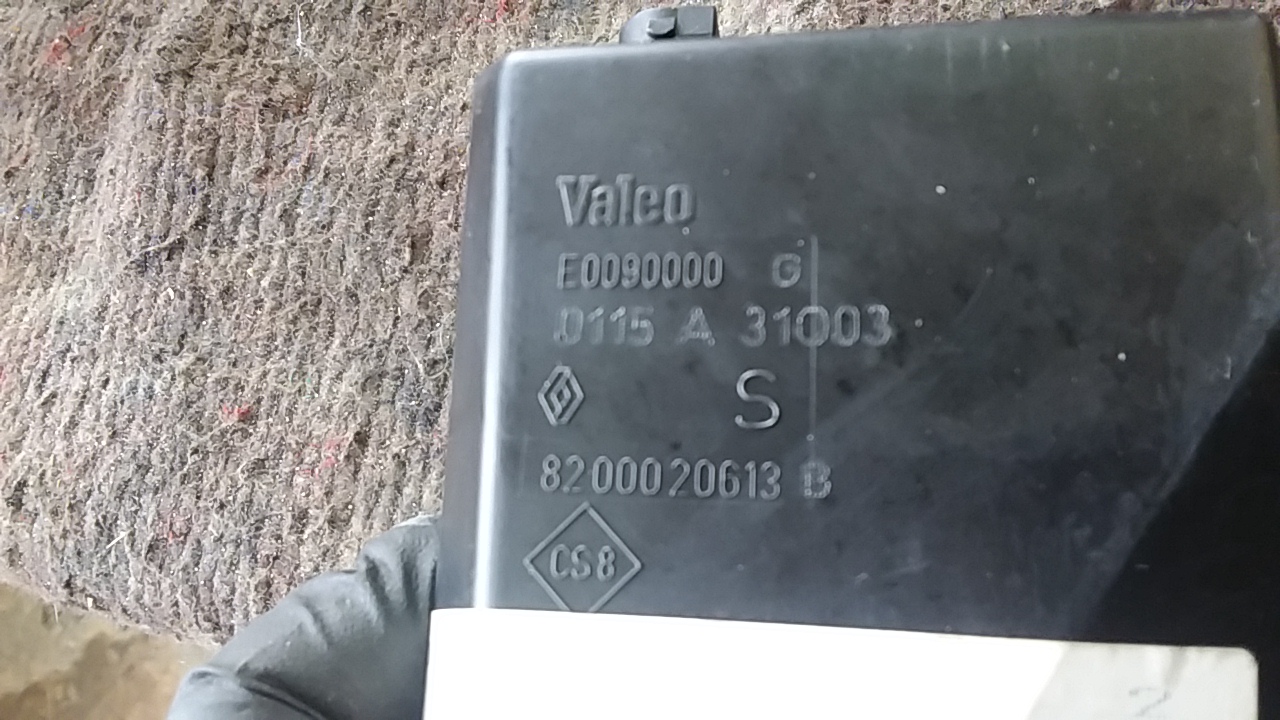 Valeo
E0090000 G
0115 A 31003
S
8200020613 B
CS8